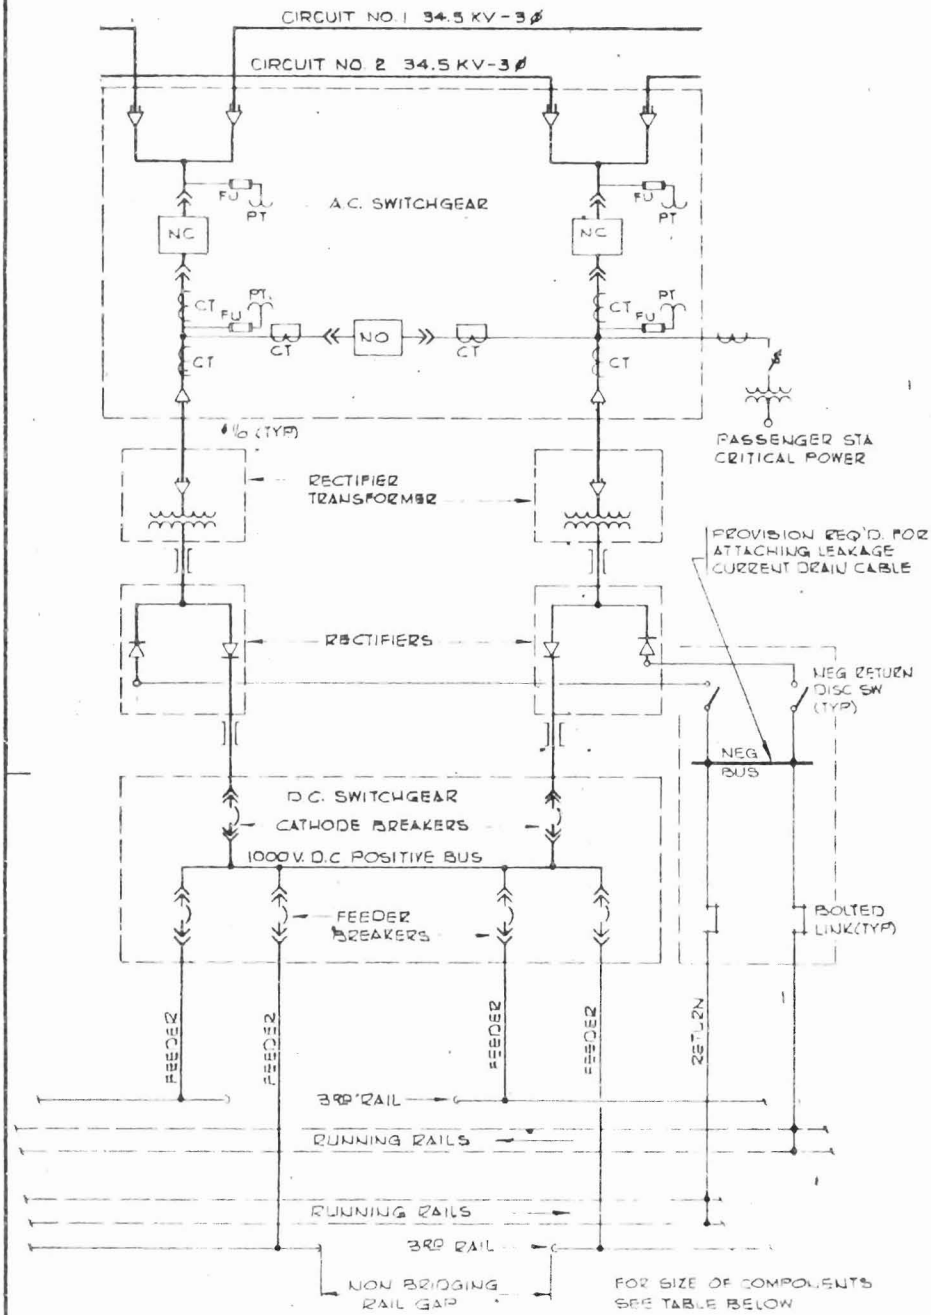 CIRCUIT NO. 1 34.5 KV-3Ø
CIRCUIT NO. 2 34.5 KV-3Ø
A.C. SWITCHGEAR
FU
PT
FU
PT
NC
NC
CT
PT
FU
CT
PT
FU
CT
NO
CT
CT
CT
(TYP)
PASSENGER STA
CRITICAL POWER
RECTIFIER
TRANSFORMER
PROVISION REQ'D. FOR
ATTACHING LEAKAGE
CURRENT DRAIN CABLE
RECTIFIERS
NEG RETURN
DISC SW
(TYP)
NEG
BUS
D.C. SWITCHGEAR
CATHODE BREAKERS
1000 V. D.C POSITIVE BUS
FEEDER
BREAKERS
BOLTED
LINK (TYP)
FEEDER
FEEDER
FEEDER
FEEDER
RETURN
3RD RAIL
RUNNING RAILS
RUNNING RAILS
3RD RAIL
NON BRIDGING
RAIL GAP
FOR SIZE OF COMPONENTS
SEE TABLE BELOW